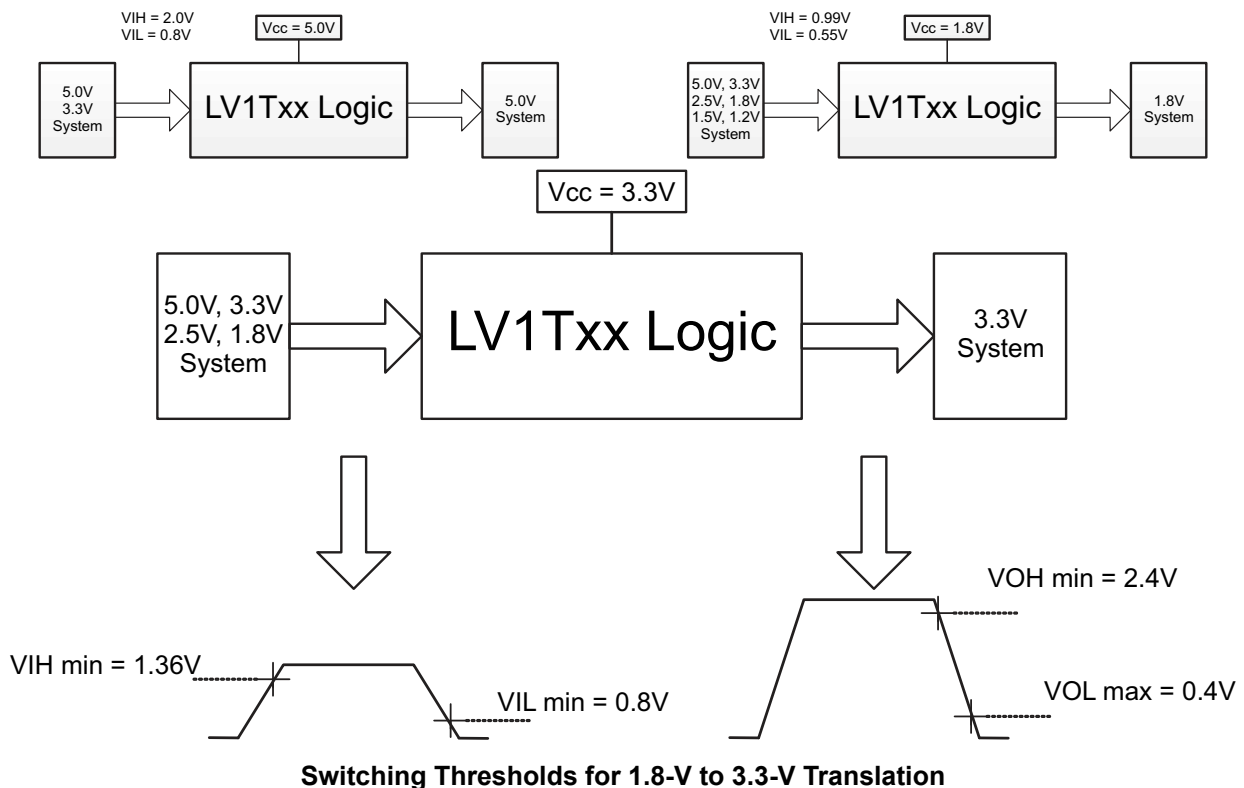 VIH = 2.0V
VIL = 0.8V
Vcc = 5.0V
5.0V
3.3V
System
LV1Txx Logic
5.0V
System
VIH = 0.99V
VIL = 0.55V
Vcc = 1.8V
5.0V, 3.3V
2.5V, 1.8V
1.5V, 1.2V
System
LV1Txx Logic
1.8V
System
Vcc = 3.3V
5.0V, 3.3V
2.5V, 1.8V
System
LV1Txx Logic
3.3V
System
VIH min = 1.36V
VIL min = 0.8V
VOH min = 2.4V
VOL max = 0.4V
Switching Thresholds for 1.8-V to 3.3-V Translation